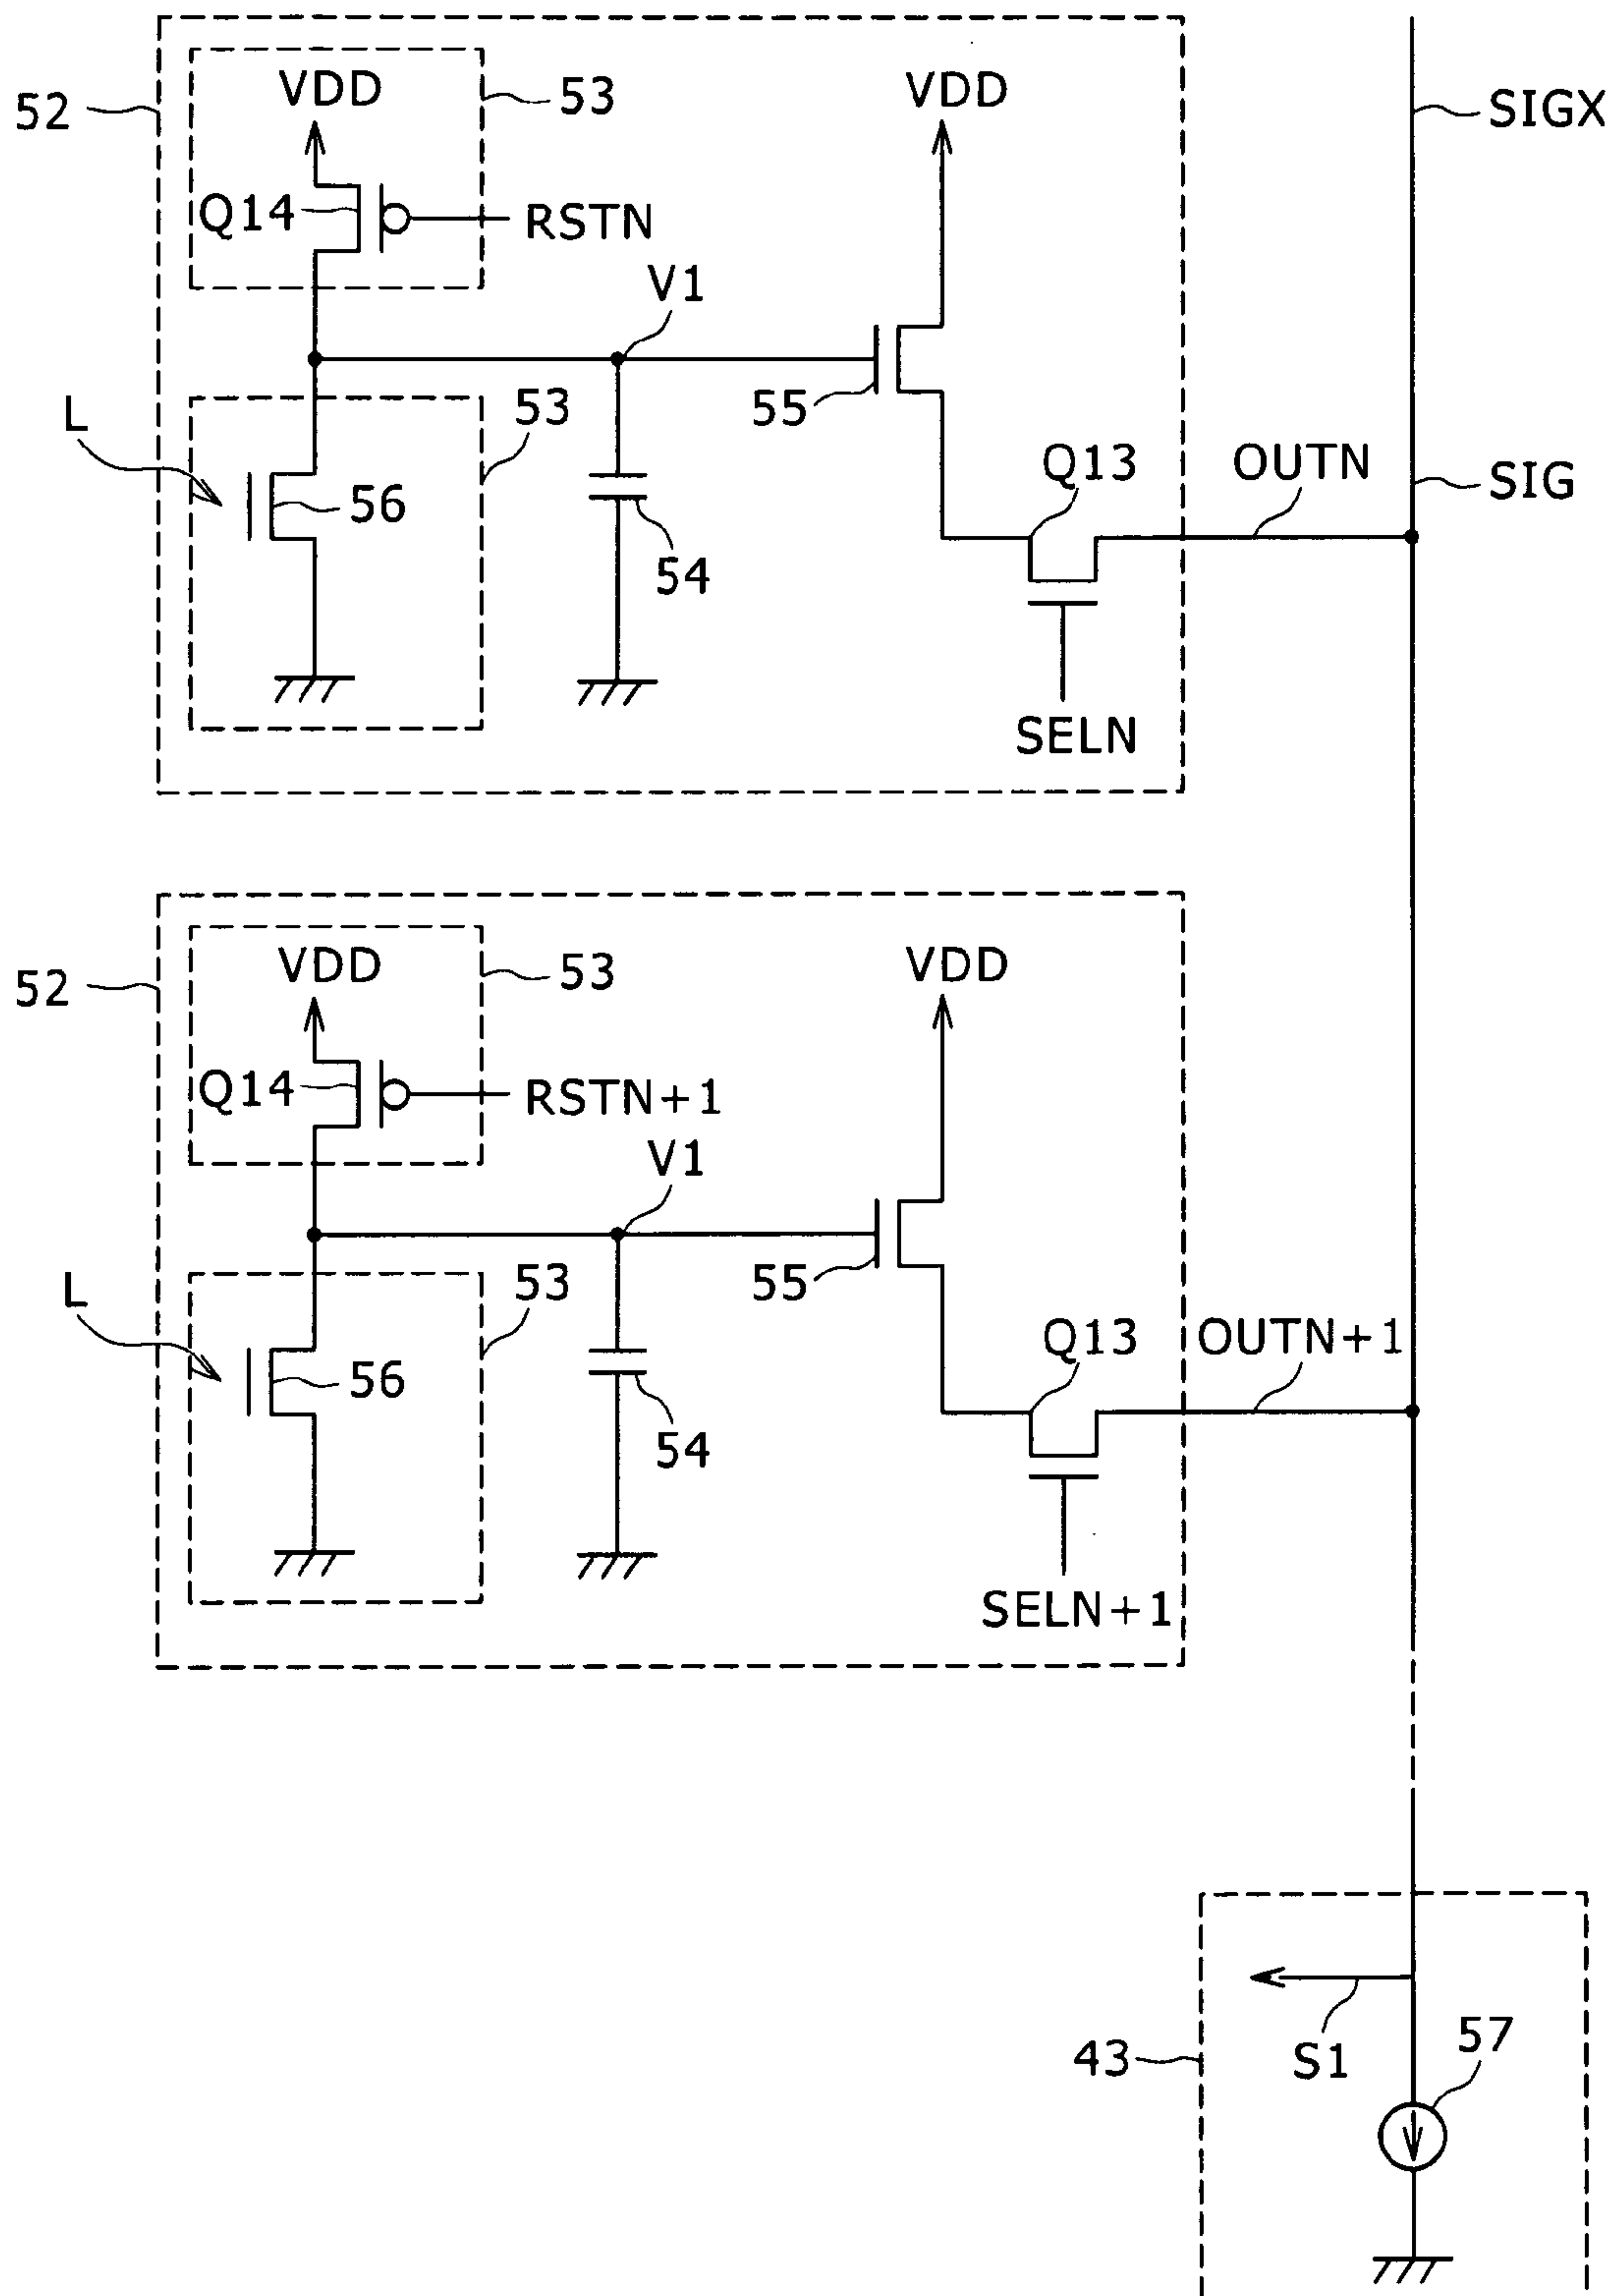 VDD
52
53
VDD
SIGX
Q14
RSTN
V1
L
53
55
56
Q13
OUTN
SIG
54
SELN
VDD
52
53
VDD
Q14
RSTN+1
V1
L
53
55
56
Q13
OUTN+1
54
SELN+1
43
S1
57